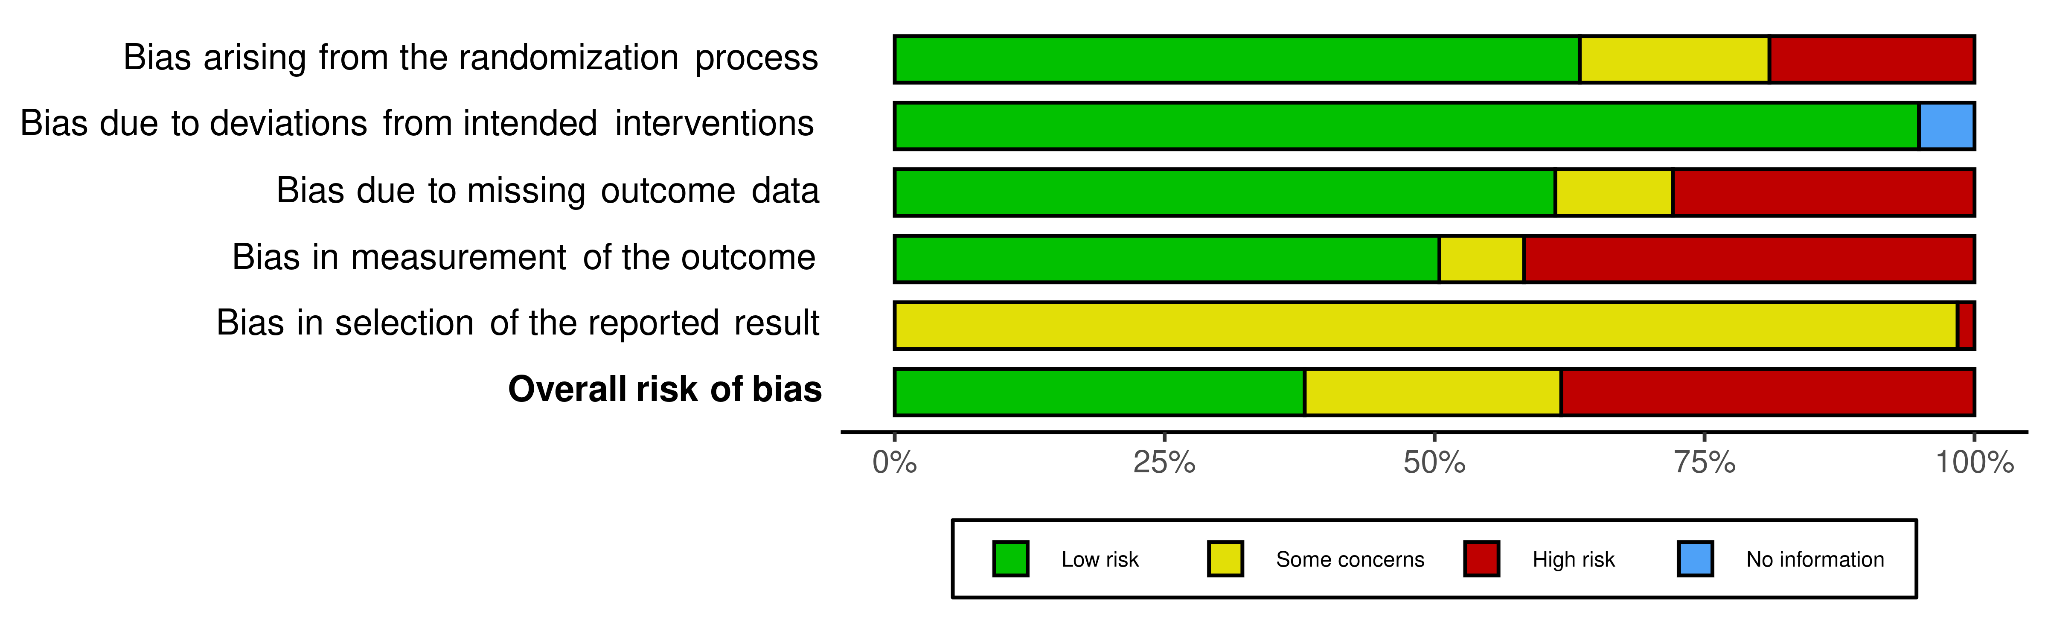 Bias arising from the randomization process
Bias due to deviations from intended interventions
Bias due to missing outcome data
Bias in measurement of the outcome
Bias in selection of the reported result
Overall risk of bias
0% 25% 50% 75% 100%
Low risk Some concerns High risk No information